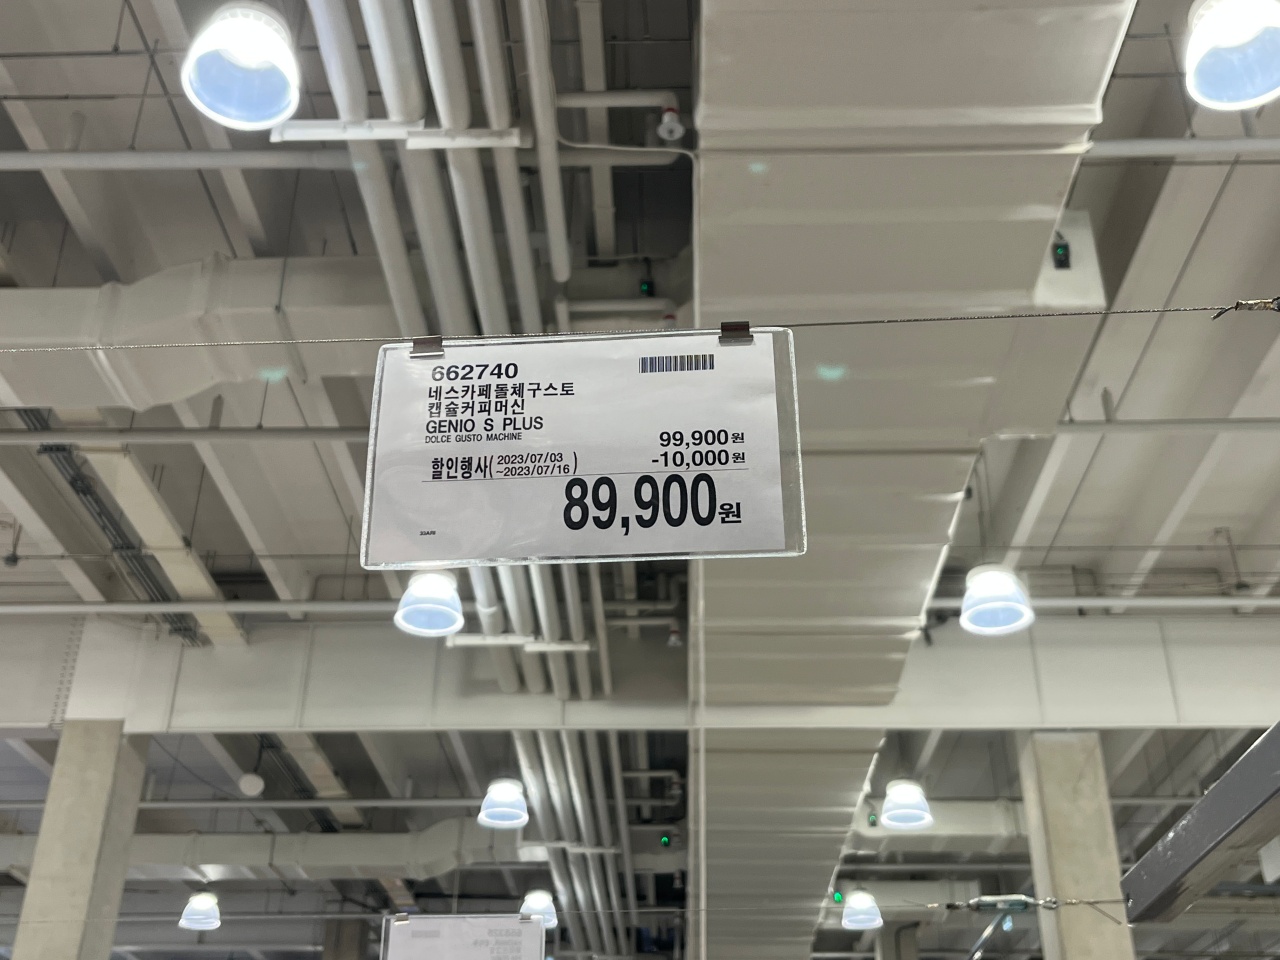 662740
네스카페돌체구스토
캡슐커피머신
GENIO S PLUS
DOLCE GUSTO MACHINE
99,900원
할인행사( 2023/07/03 ~2023/07/16 ) -10,000원
89,900원